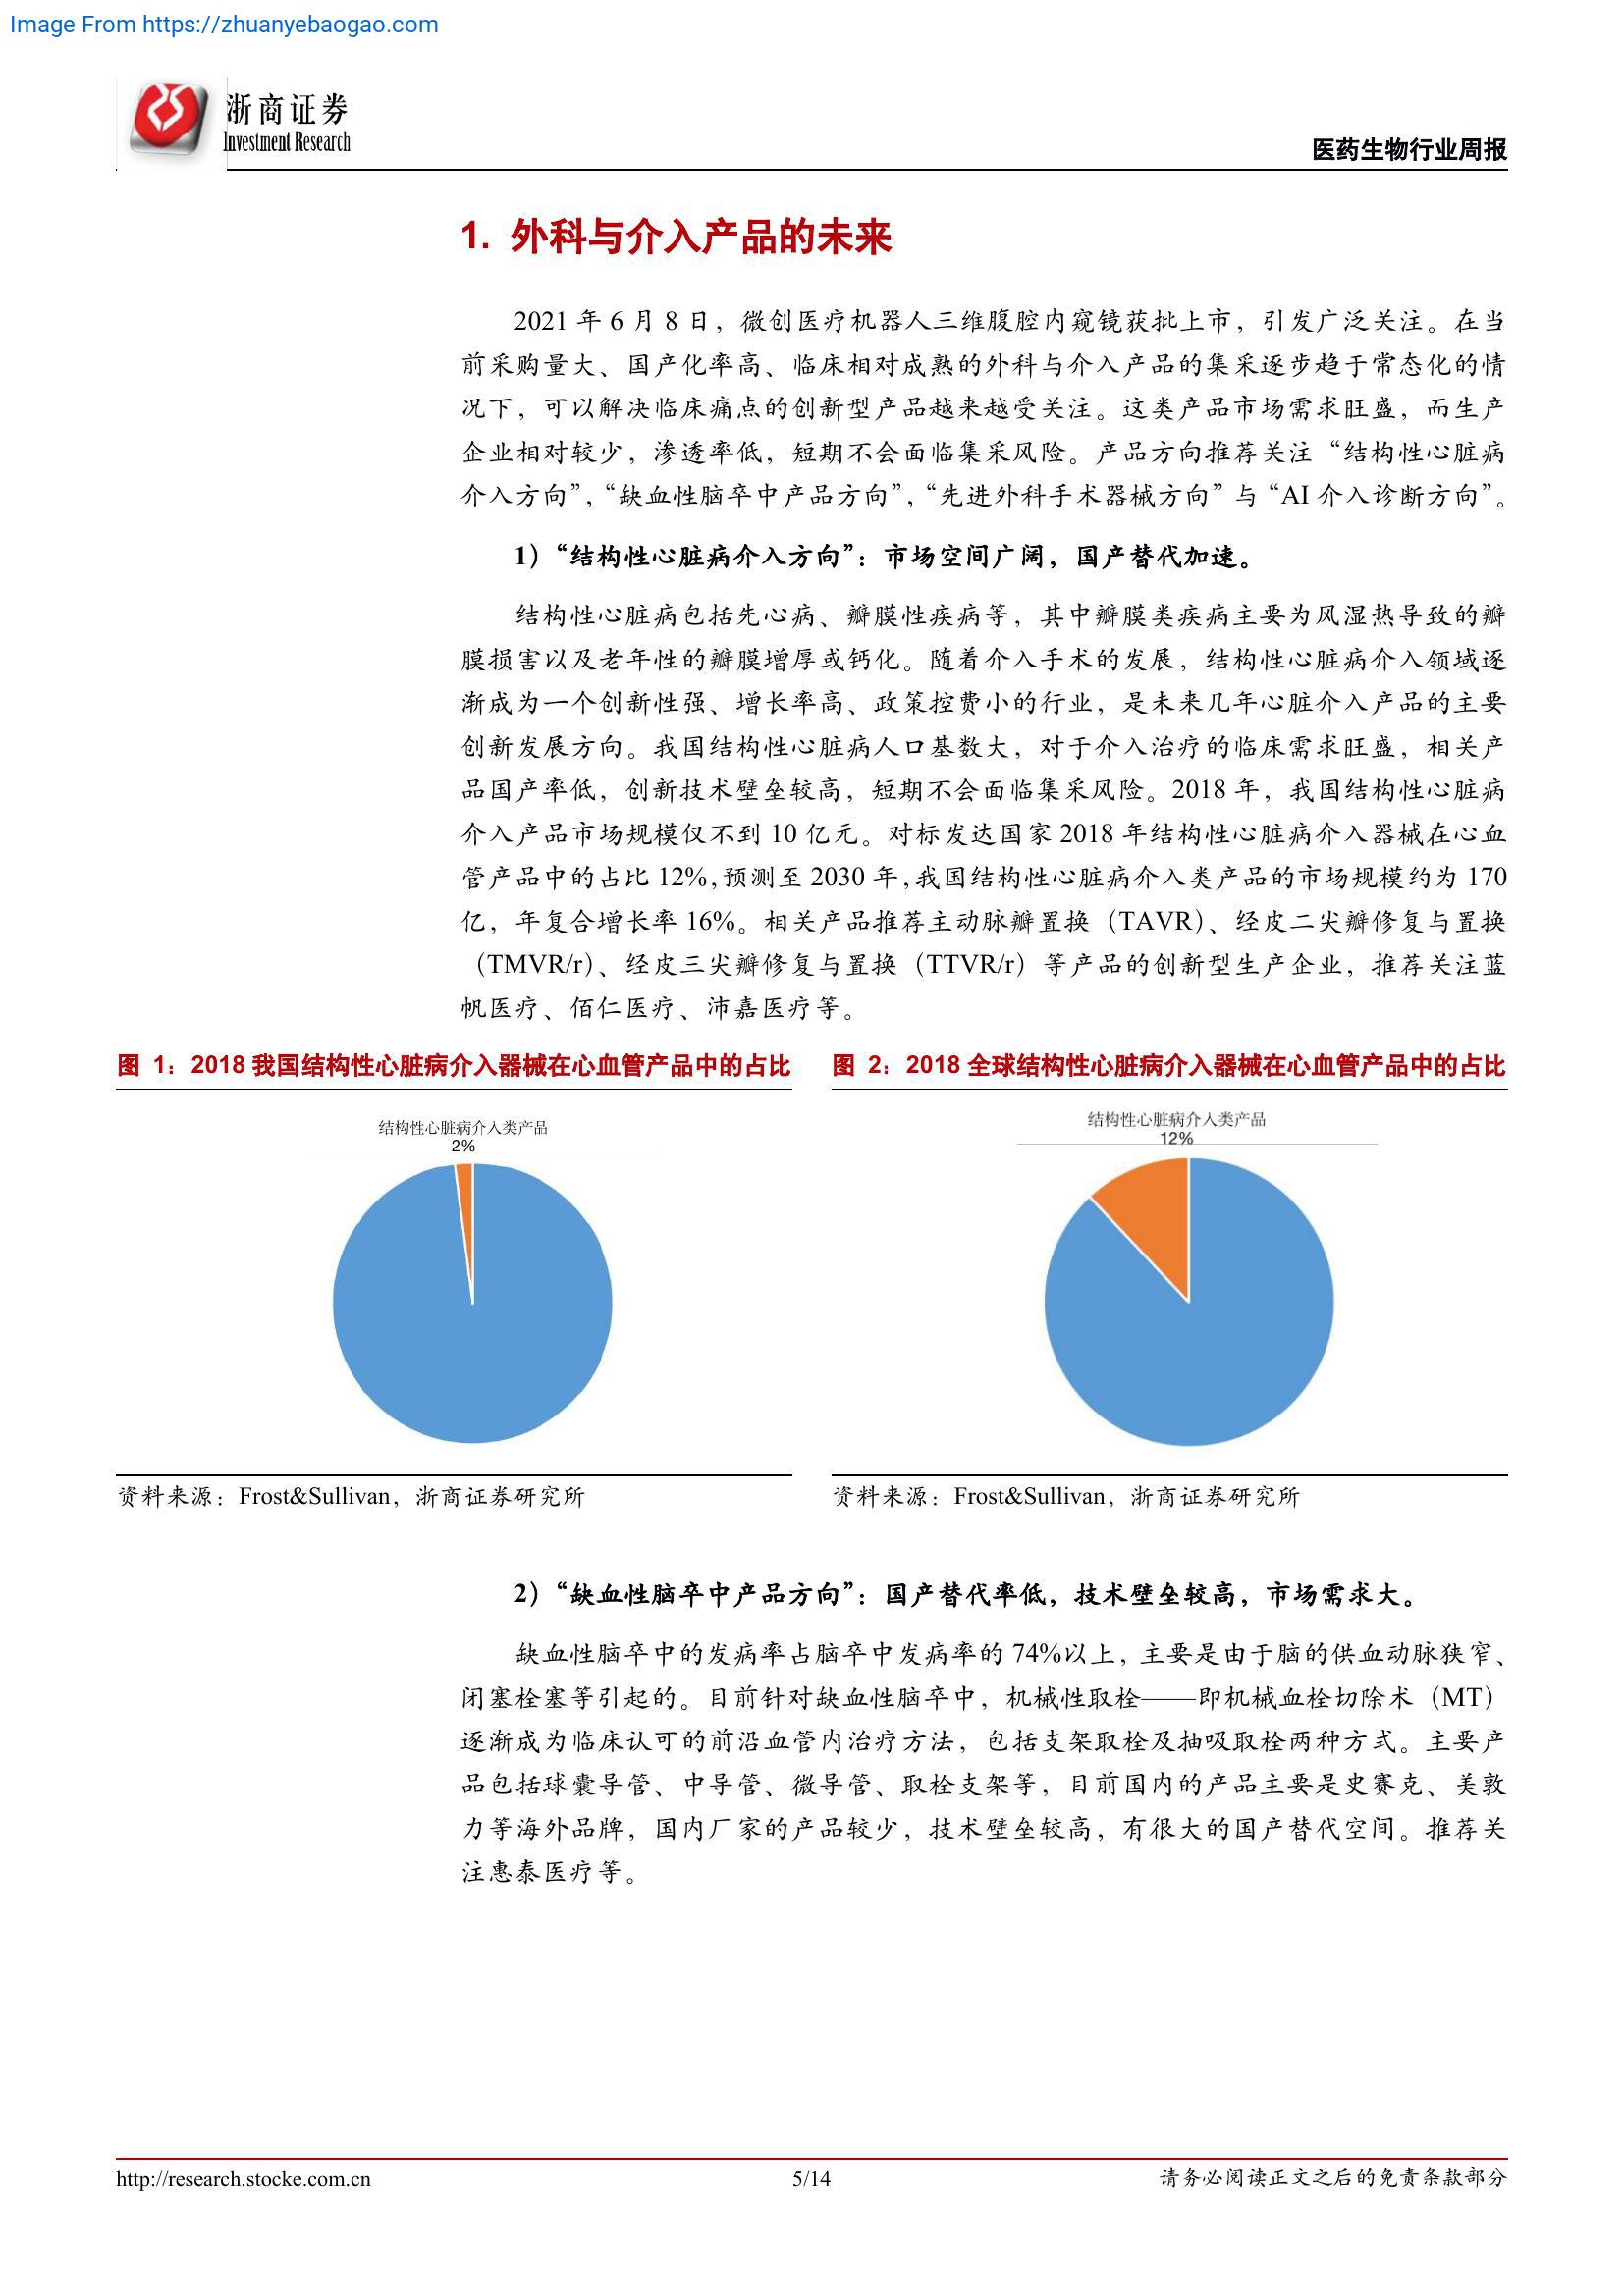 Image From https://zhuanyebaogao.com
浙商证券
Investment Research
医药生物行业周报
1. 外科与介入产品的未来
2021 年 6 月 8 日，微创医疗机器人三维腹腔内窥镜获批上市，引发广泛关注。在当
前采购量大、国产化率高、临床相对成熟的外科与介入产品的集采逐步趋于常态化的情
况下，可以解决临床痛点的创新型产品越来越受关注。这类产品市场需求旺盛，而生产
企业相对较少，渗透率低，短期不会面临集采风险。产品方向推荐关注“结构性心脏病
介入方向”，“缺血性脑卒中产品方向”，“先进外科手术器械方向”与“AI 介入诊断方向”。
1）“结构性心脏病介入方向”：市场空间广阔，国产替代加速。
结构性心脏病包括先心病、瓣膜性疾病等，其中瓣膜类疾病主要为风湿热导致的瓣
膜损害以及老年性的瓣膜增厚或钙化。随着介入手术的发展，结构性心脏病介入领域逐
渐成为一个创新性强、增长率高、政策控费小的行业，是未来几年心脏介入产品的主要
创新发展方向。我国结构性心脏病人口基数大，对于介入治疗的临床需求旺盛，相关产
品国产率低，创新技术壁垒较高，短期不会面临集采风险。2018 年，我国结构性心脏病
介入产品市场规模仅不到 10 亿元。对标发达国家 2018 年结构性心脏病介入器械在心血
管产品中的占比 12%，预测至 2030 年，我国结构性心脏病介入类产品的市场规模约为 170
亿，年复合增长率 16%。相关产品推荐主动脉瓣置换（TAVR）、经皮二尖瓣修复与置换
（TMVR/r）、经皮三尖瓣修复与置换（TTVR/r）等产品的创新型生产企业，推荐关注蓝
帆医疗、佰仁医疗、沛嘉医疗等。
图 1：2018 我国结构性心脏病介入器械在心血管产品中的占比
结构性心脏病介入类产品
2%
资料来源：Frost&Sullivan，浙商证券研究所
图 2：2018 全球结构性心脏病介入器械在心血管产品中的占比
结构性心脏病介入类产品
12%
资料来源：Frost&Sullivan，浙商证券研究所
2）“缺血性脑卒中产品方向”：国产替代率低，技术壁垒较高，市场需求大。
缺血性脑卒中的发病率占脑卒中发病率的 74%以上，主要是由于脑的供血动脉狭窄、
闭塞栓塞等引起的。目前针对缺血性脑卒中，机械性取栓——即机械血栓切除术（MT）
逐渐成为临床认可的前沿血管内治疗方法，包括支架取栓及抽吸取栓两种方式。主要产
品包括球囊导管、中导管、微导管、取栓支架等，目前国内的产品主要是史赛克、美敦
力等海外品牌，国内厂家的产品较少，技术壁垒较高，有很大的国产替代空间。推荐关
注惠泰医疗等。
http://research.stocke.com.cn
5/14
请务必阅读正文之后的免责条款部分